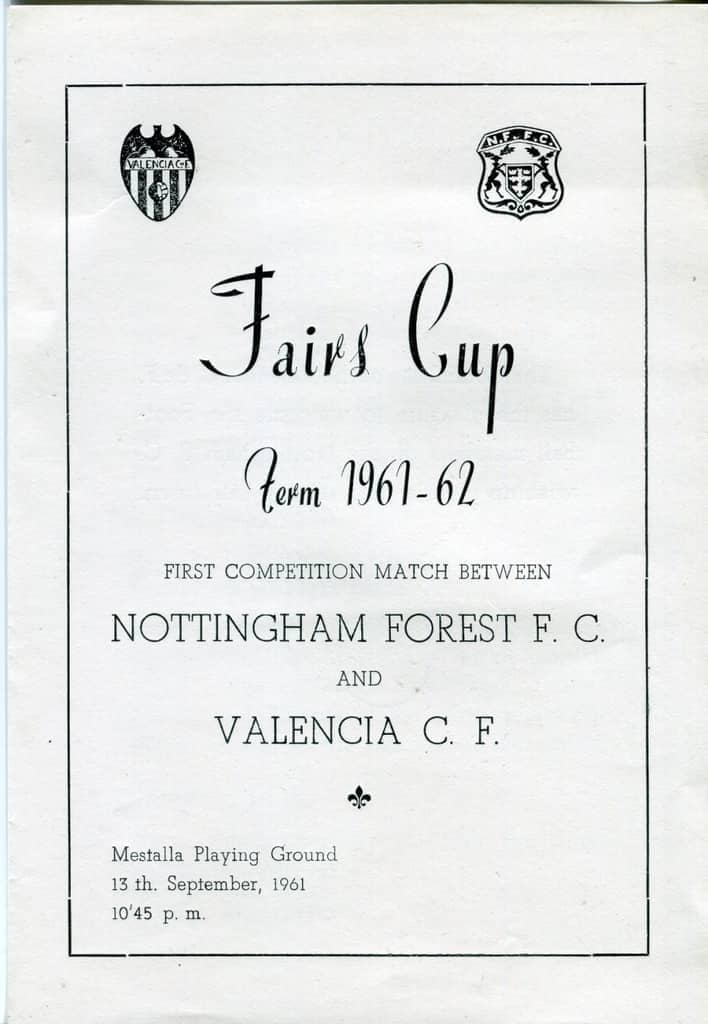 VALENCIA C.F.
N.F.F.C.
Fairs Cup
Term 1961-62
FIRST COMPETITION MATCH BETWEEN
NOTTINGHAM FOREST F. C.
AND
VALENCIA C. F.
Mestalla Playing Ground
13 th. September, 1961
10'45 p. m.